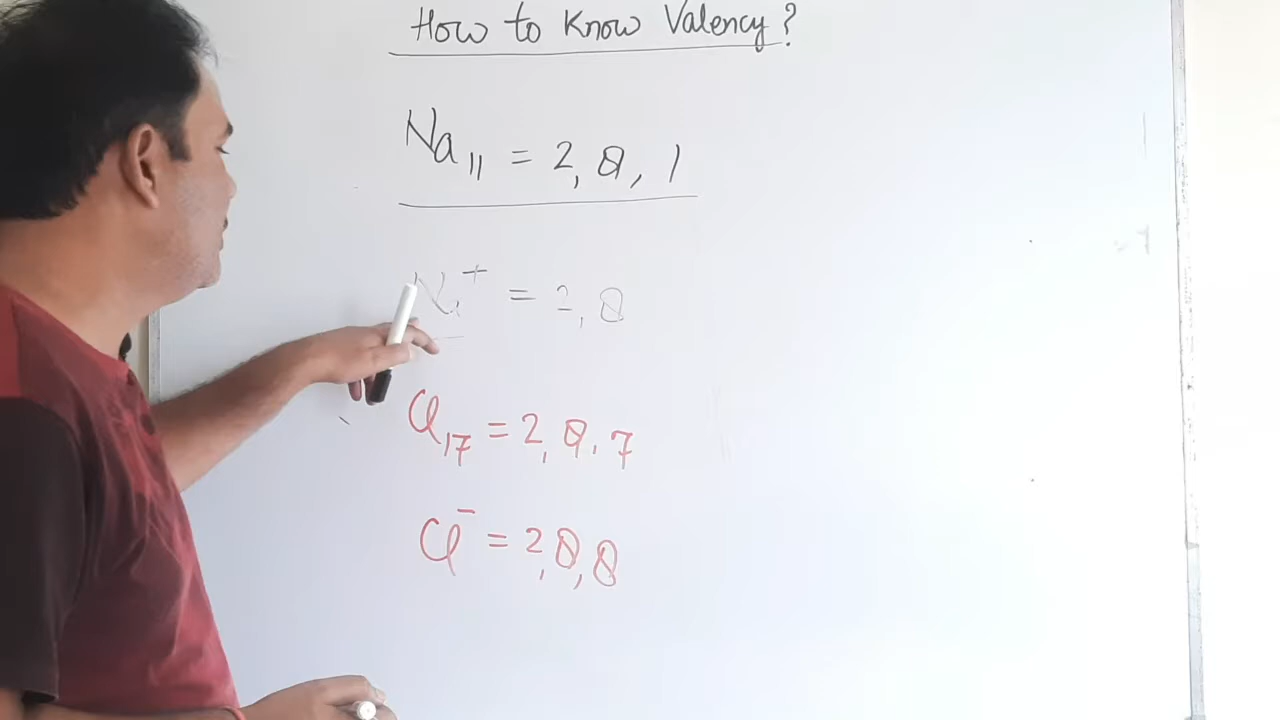 How to Know Valency?
Na₁₁ = 2, 8, 1
Na⁺ = 2, 8
Cl₁₇ = 2, 8, 7
Cl⁻ = 2, 8, 8